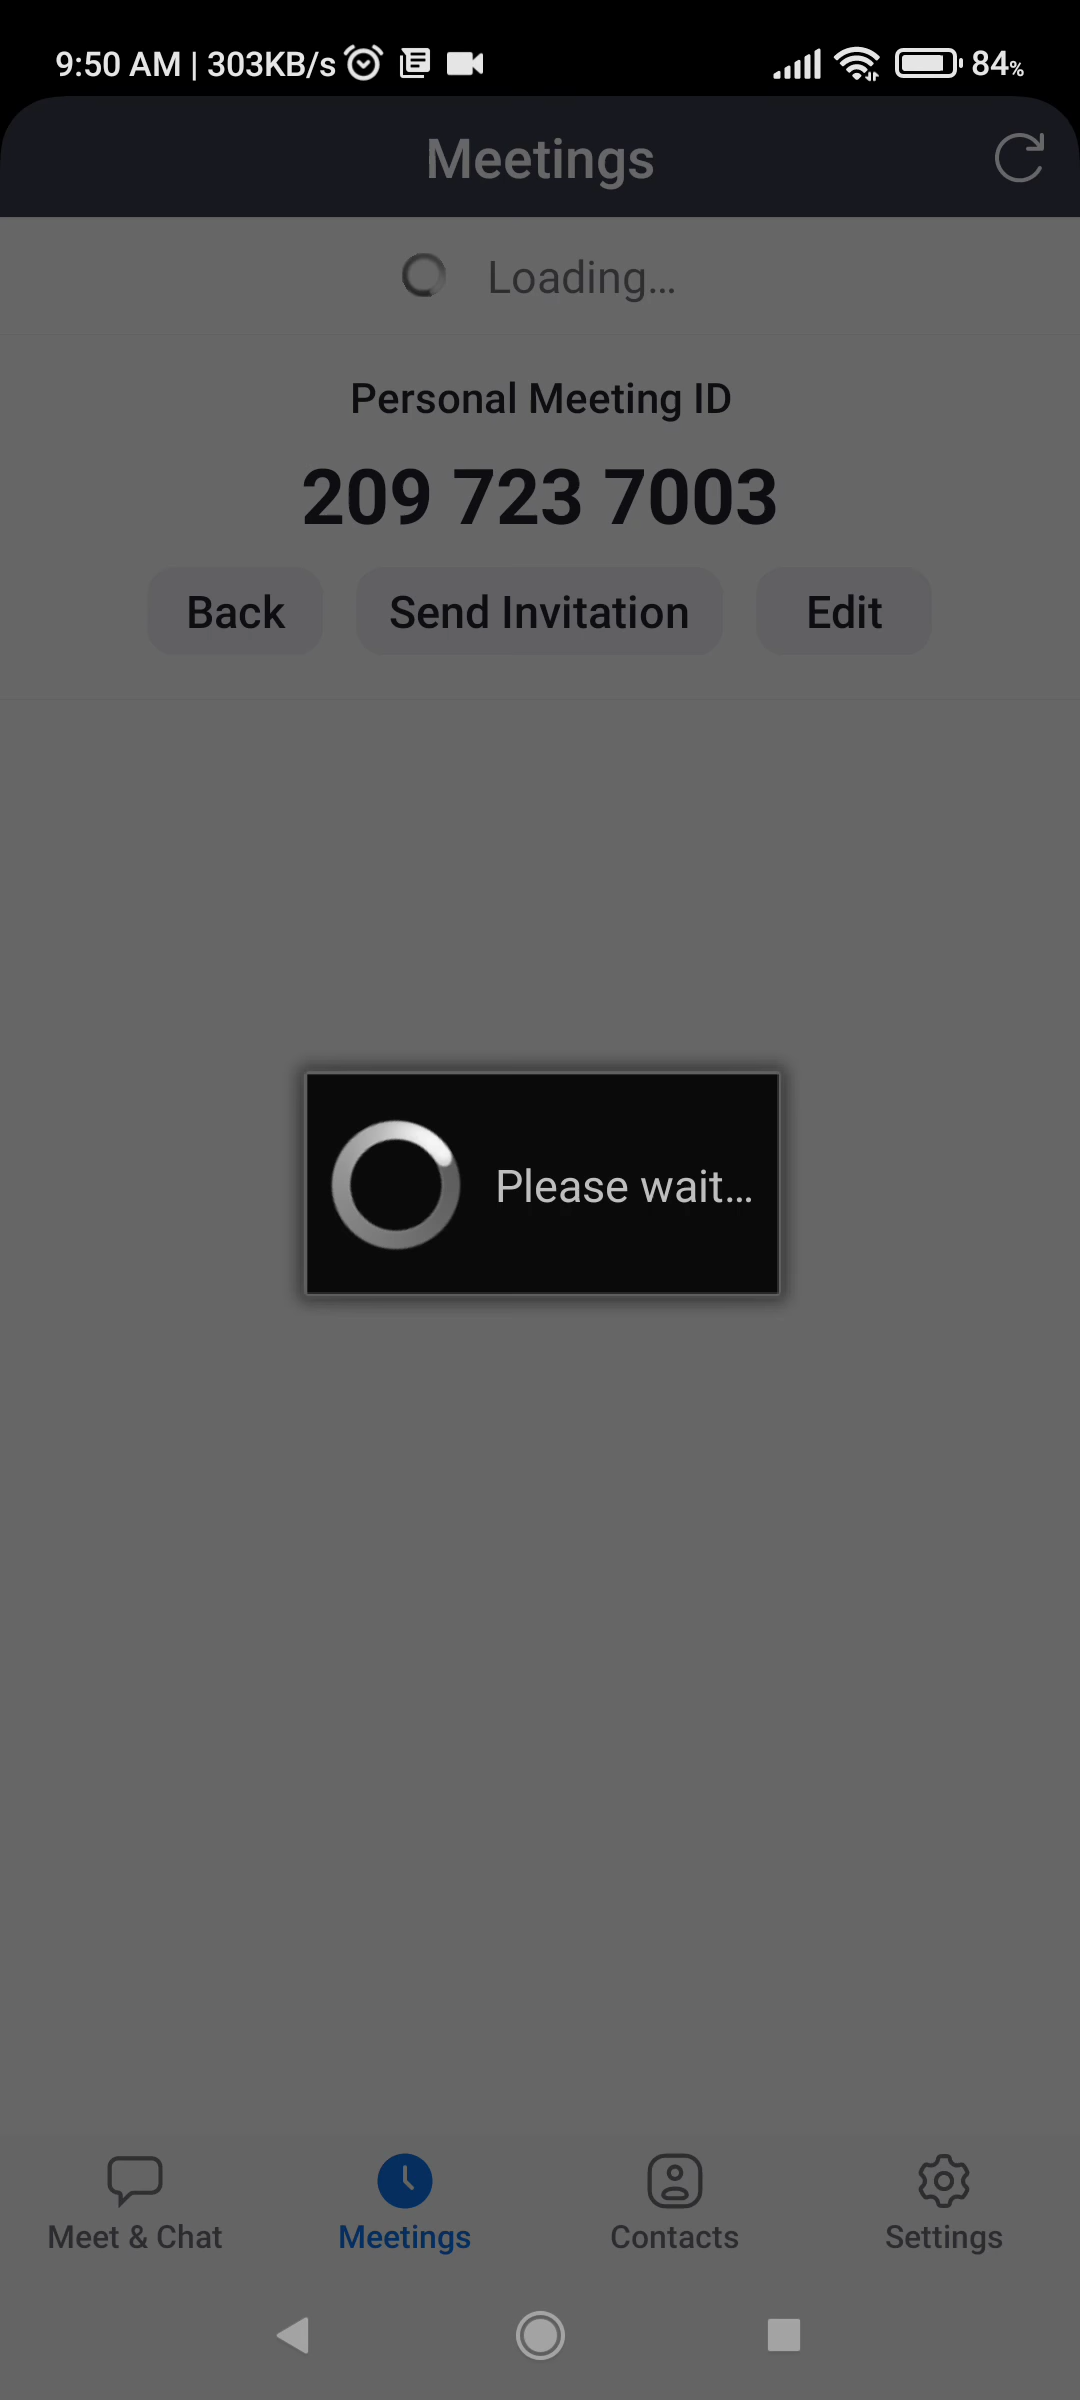 9:50 AM | 303KB/s 84%
Meetings
Loading...
Personal Meeting ID
209 723 7003
Back Send Invitation Edit
Please wait...
Meet & Chat Meetings Contacts Settings